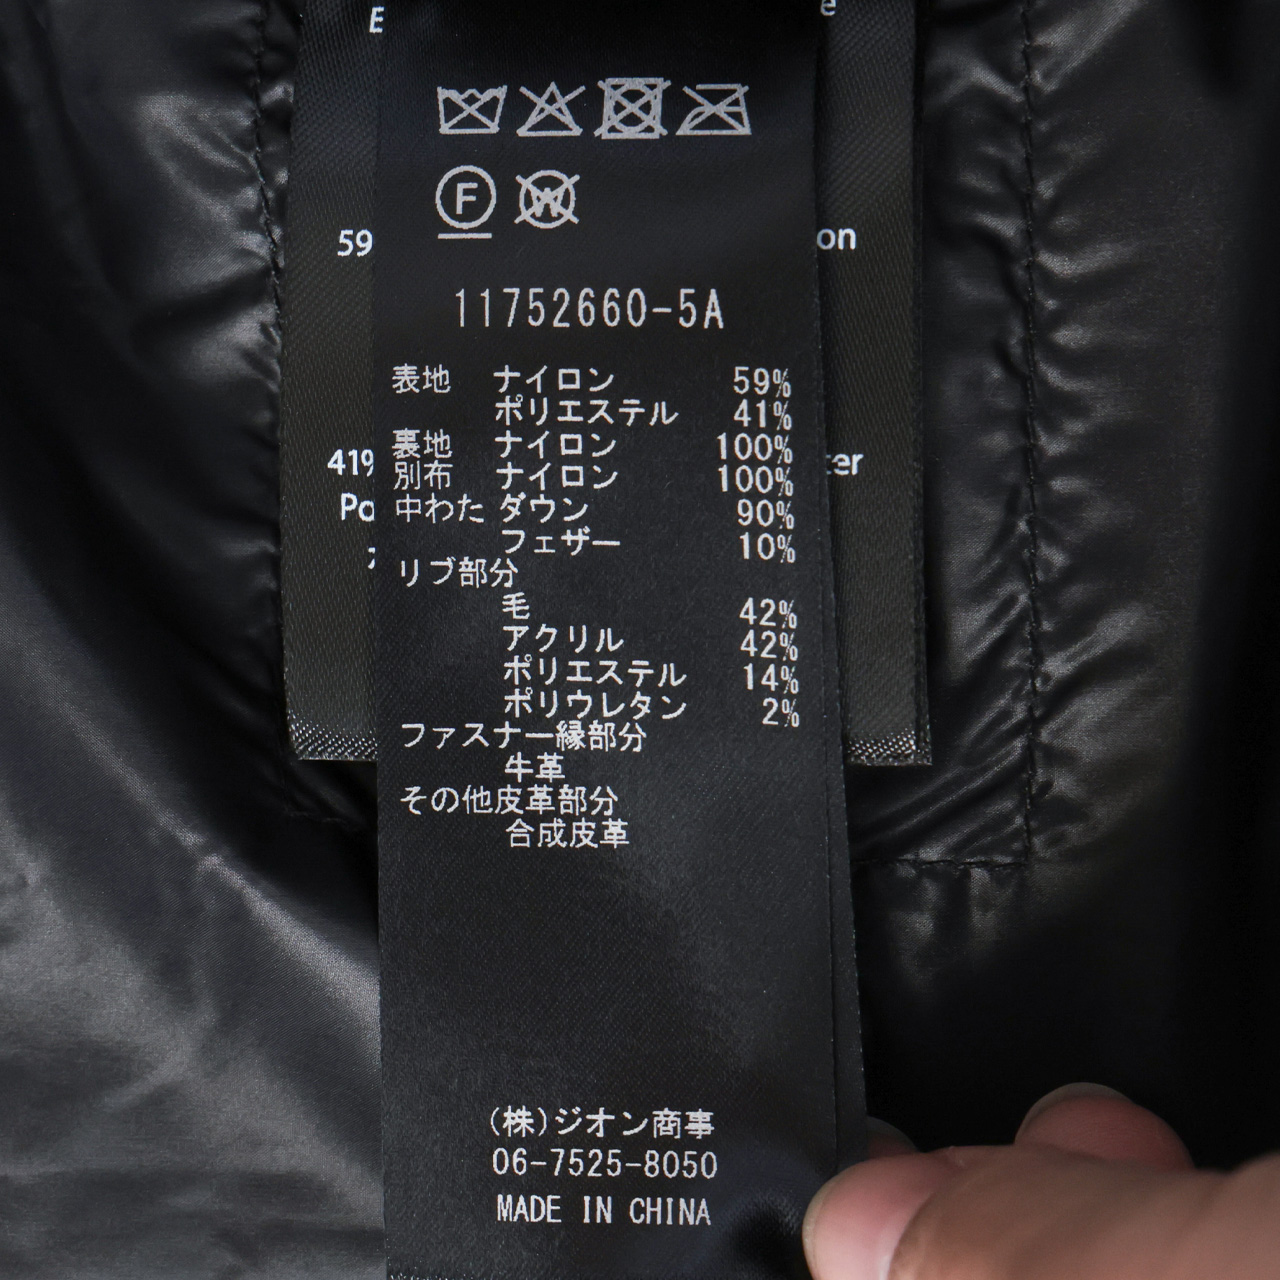 E
e
F
W
59
on
11752660-5A
表地 ナイロン 59%
ポリエステル 41%
裏地 ナイロン 100%
別布 ナイロン 100%
中わた ダウン 90%
フェザー 10%
リブ部分
毛 42%
アクリル 42%
ポリエステル 14%
ポリウレタン 2%
ファスナー縁部分
牛革
その他皮革部分
合成皮革
41%
ter
Po
(株)ジオン商事
06-7525-8050
MADE IN CHINA